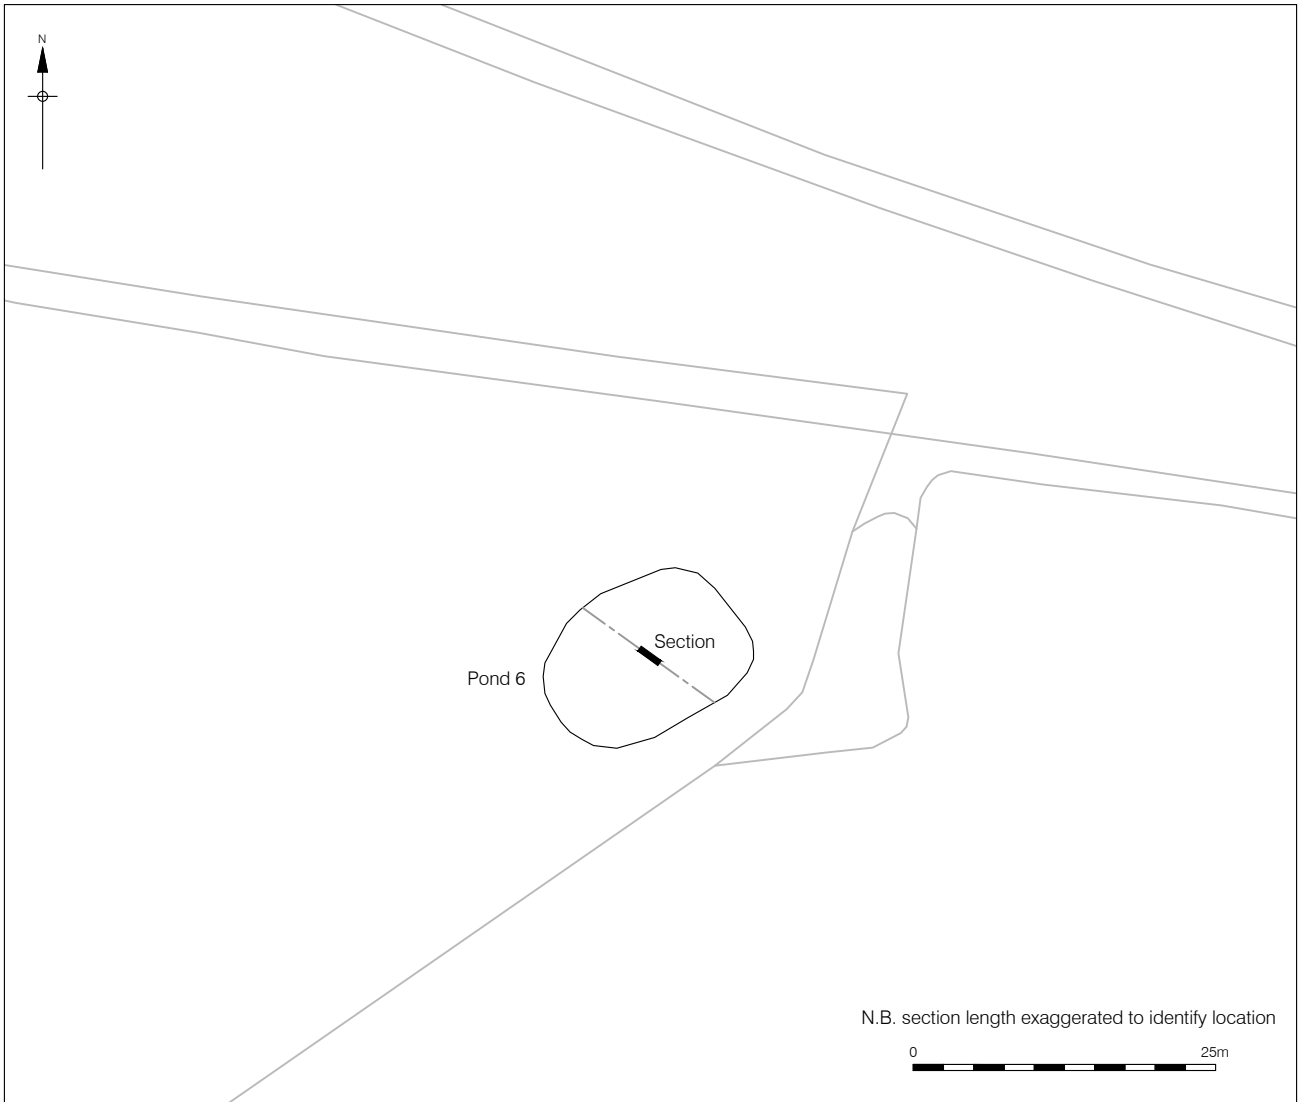 N
Section
Pond 6
N.B. section length exaggerated to identify location
0 25m